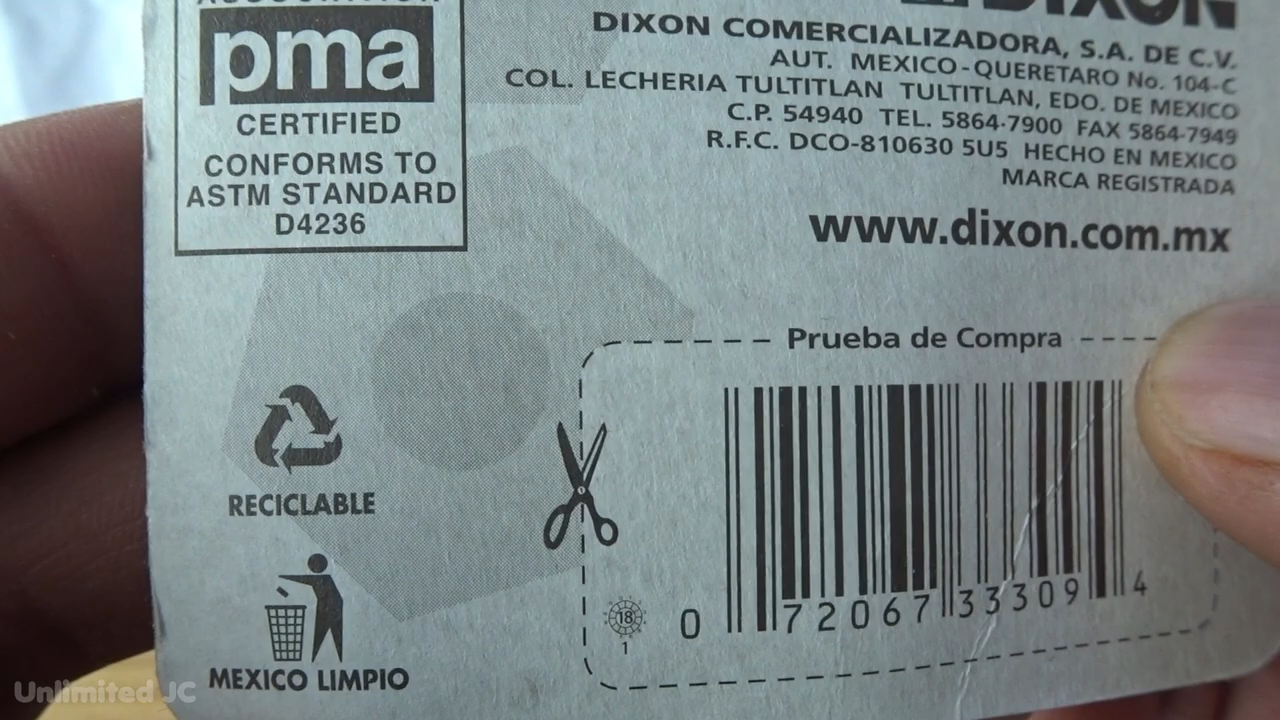 ASSOCIATION
pma
CERTIFIED
CONFORMS TO
ASTM STANDARD
D4236
DIXON
DIXON COMERCIALIZADORA, S.A. DE C.V.
AUT. MEXICO-QUERETARO No. 104-C
COL. LECHERIA TULTITLAN TULTITLAN, EDO. DE MEXICO
C.P. 54940 TEL. 5864-7900 FAX 5864-7949
R.F.C. DCO-810630 5U5 HECHO EN MEXICO
MARCA REGISTRADA
www.dixon.com.mx
Prueba de Compra
RECICLABLE
MEXICO LIMPIO
18
1
0 72067 33309 4
Unlimited JC